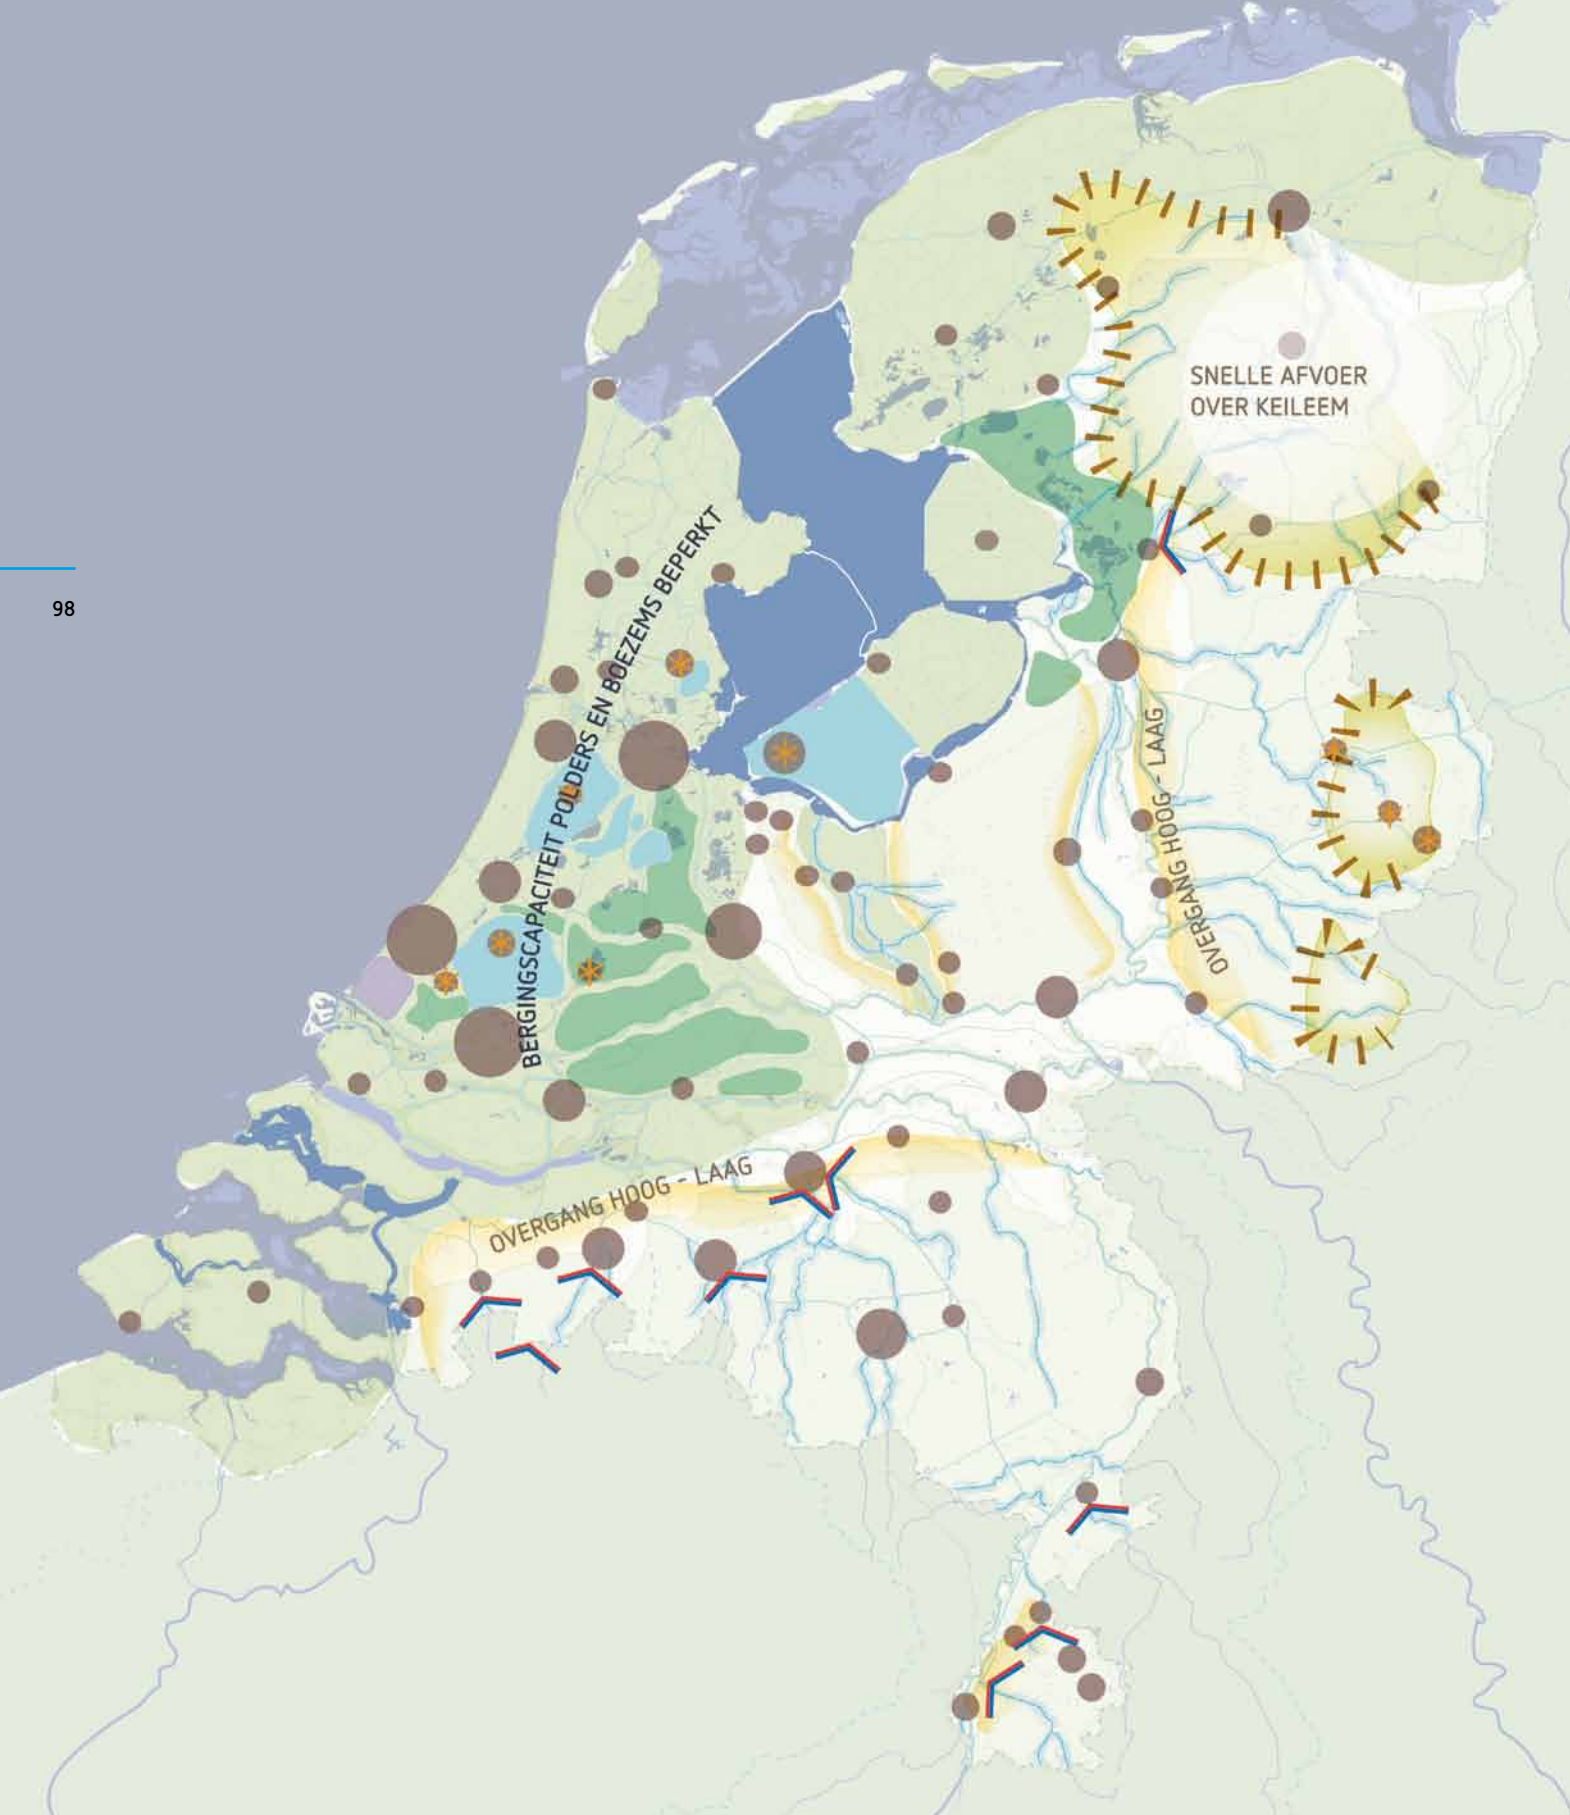 SNELLE AFVOER
OVER KEILEEM
BERGINGSCAPACITEIT POLDERS EN BOEZEMS BEPERKT
98
OVERGANG HOOG - LAAG
OVERGANG HOOG - LAAG